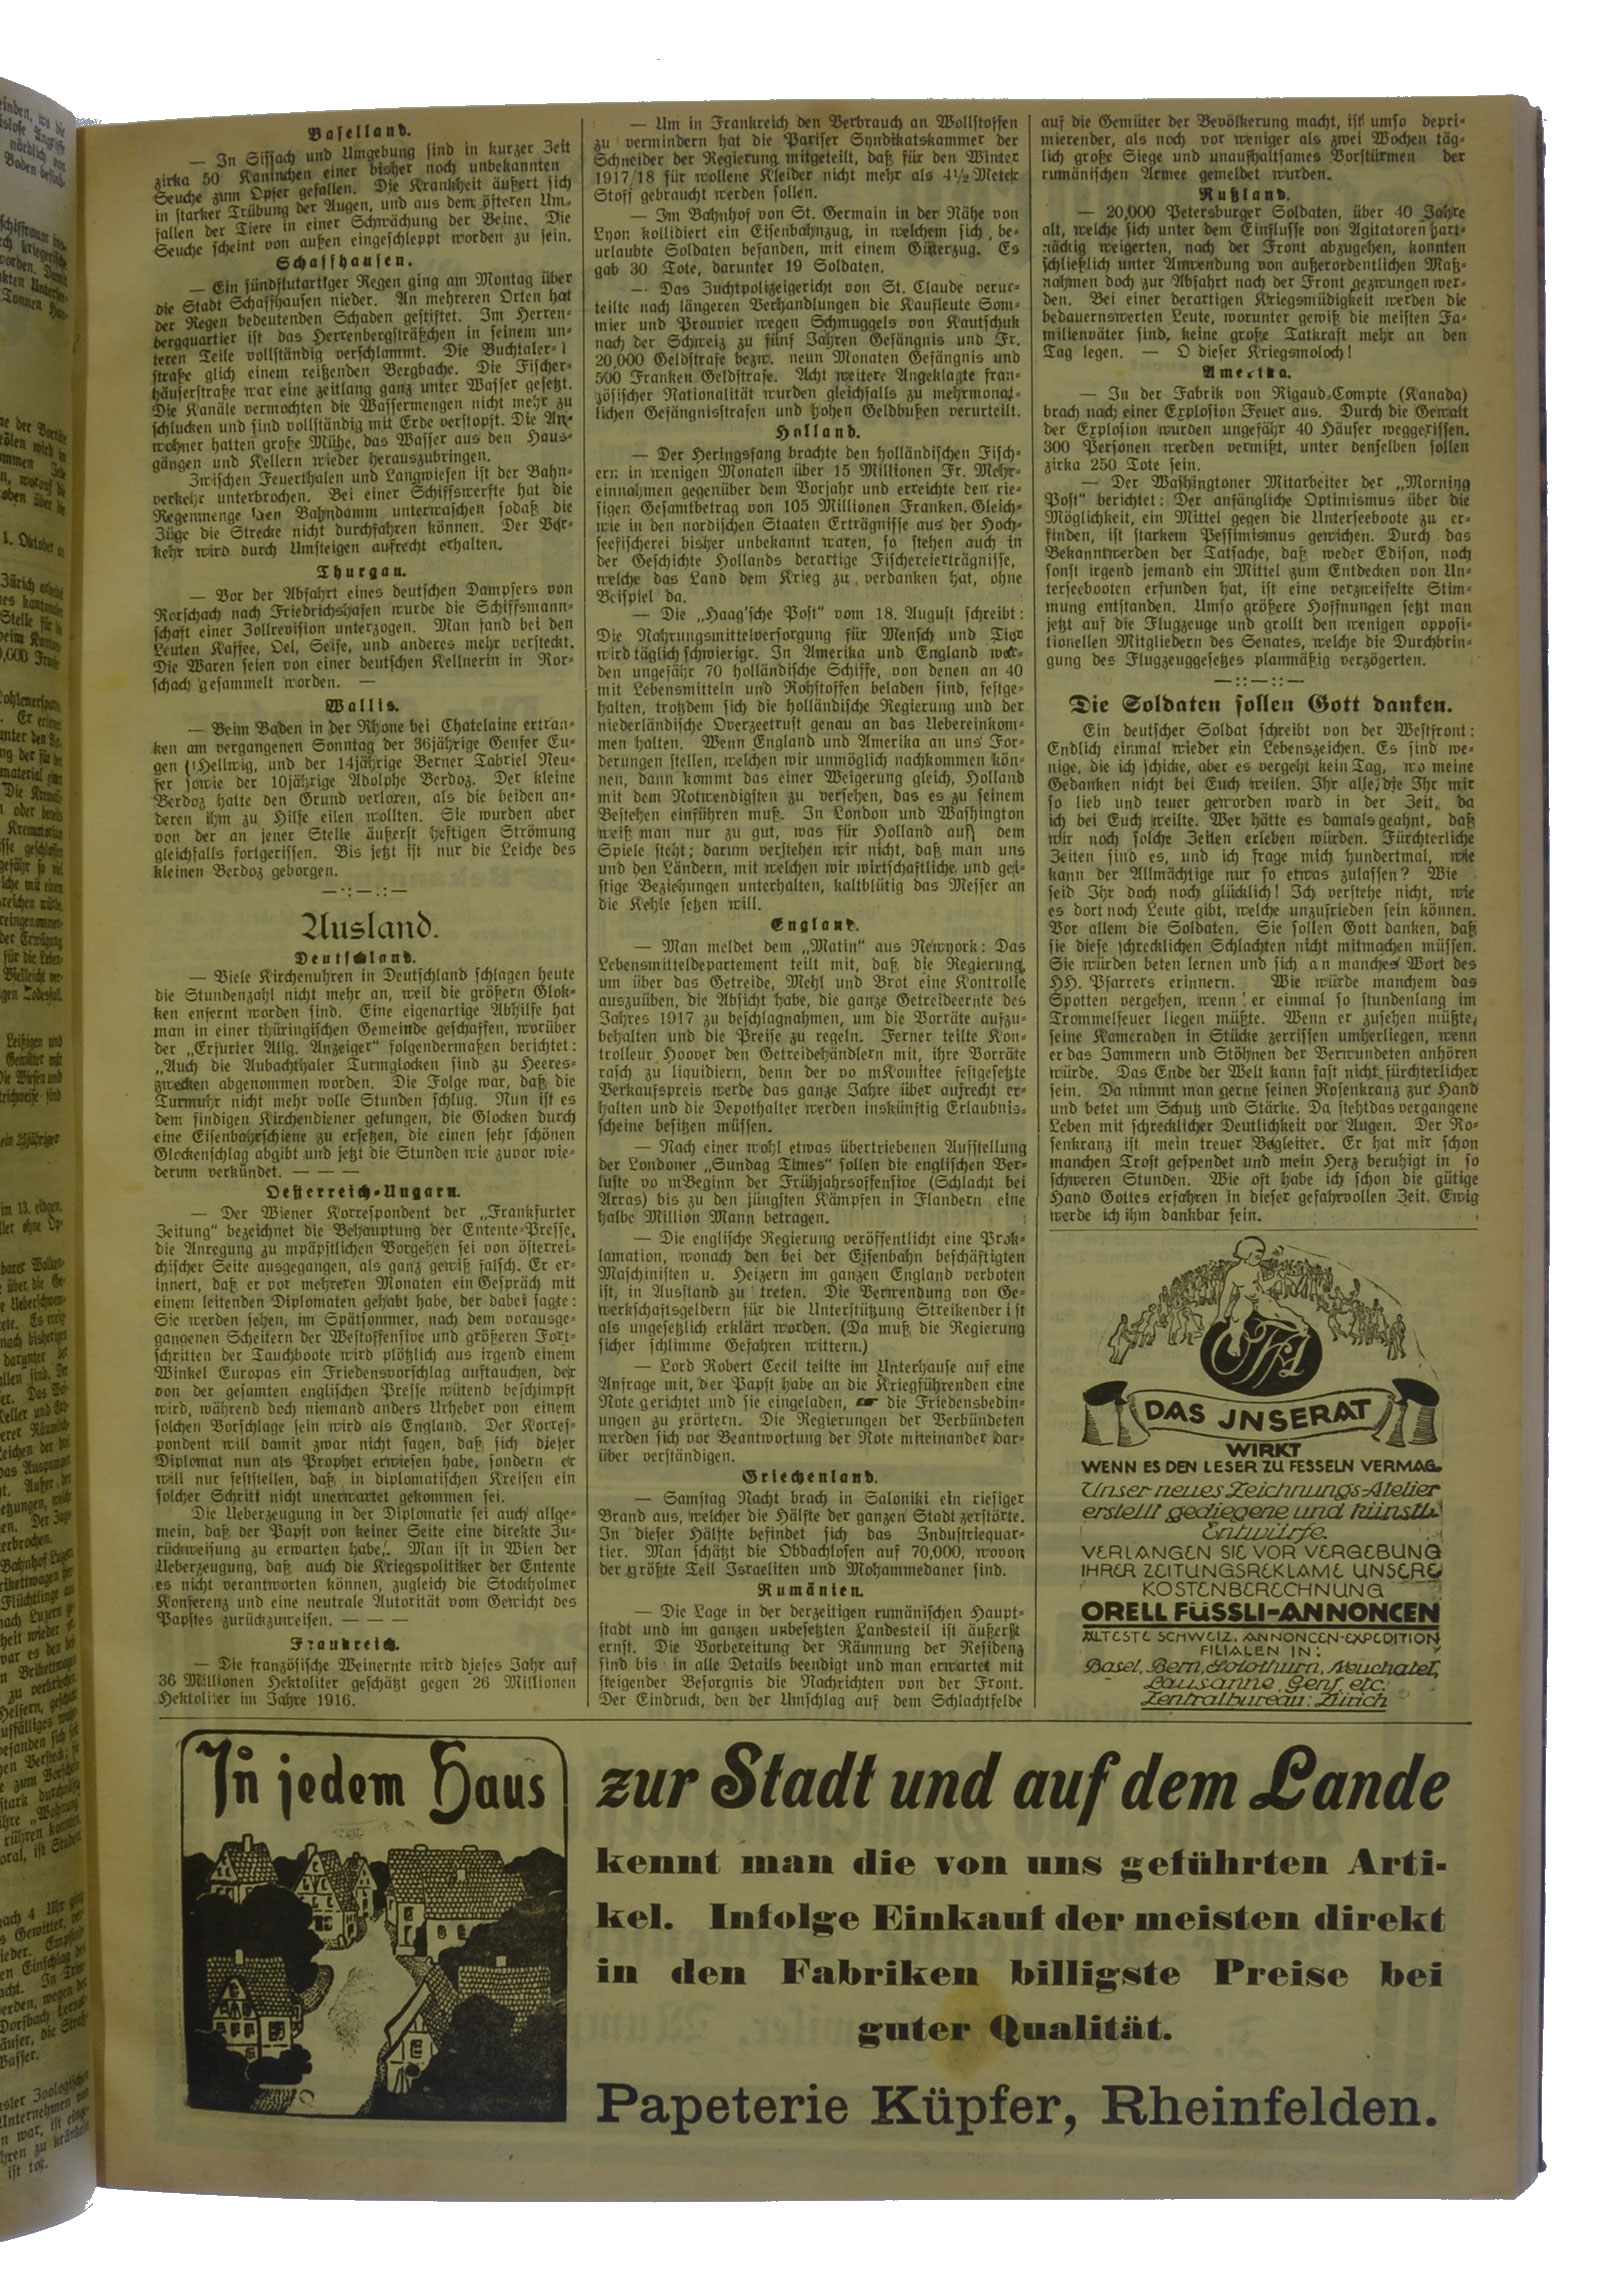 Baselland.
— In Sissach und Umgebung sind in kurzer Zeit
zirka 50 Kaninchen einer bisher noch unbekannten
Seuche zum Opfer gefallen. Die Krankheit äußert sich
in starker Trübung der Augen, und aus dem öfteren Um-
fallen der Tiere in einer Schwächung der Beine. Die
Seuche scheint von außen eingeschleppt worden zu sein.
Schaffhausen.
— Ein sündflutartiger Regen ging am Montag über
die Stadt Schaffhausen nieder. An mehreren Orten hat
der Regen bedeutenden Schaden gestiftet. Im Herren-
bergquartier ist das Herrenbergsträßchen in seinem un-
teren Teile vollständig verschlammt. Die Buchtaler-
straße glich einem reißenden Bergbache. Die Fischer-
häuserstraße war eine zeitlang ganz unter Wasser gesetzt.
Die Kanäle vermochten die Wassermengen nicht mehr zu
schlucken und sind vollständig mit Erde verstopft. Die An-
wohner hatten große Mühe, das Wasser aus den Haus-
gängen und Kellern wieder herauszubringen.
Zwischen Feuerthalen und Langwiesen ist der Bahn-
verkehr unterbrochen. Bei einer Schiffswerfte hat die
Regenmenge den Bahndamm unterwaschen sodaß die
Züge die Strecke nicht durchfahren können. Der Ver-
kehr wird durch Umsteigen aufrecht erhalten.
Thurgau.
— Vor der Abfahrt eines deutschen Dampfers von
Rorschach nach Friedrichshafen wurde die Schiffsmann-
schaft einer Zollrevision unterzogen. Man fand bei den
Leuten Kaffee, Oel, Seife, und anderes mehr versteckt.
Die Waren seien von einer deutschen Kellnerin in Ror-
schach gesammelt worden. —
Wallis.
— Beim Baden in der Rhone bei Chatelaine ertran-
ken am vergangenen Sonntag der 36jährige Genfer Eu-
gen Hellwig, und der 14jährige Berner Tabriel Neu-
fer sowie der 10jährige Adolphe Berdoz. Der kleine
Berdoz hatte den Grund verloren, als die beiden an-
deren ihm zu Hilfe eilen wollten. Sie wurden aber
von der an jener Stelle äußerst heftigen Strömung
gleichfalls fortgerissen. Bis jetzt ist nur die Leiche des
kleinen Berdoz geborgen.
—::—::—
Ausland.
Deutschland.
— Viele Kirchenuhren in Deutschland schlagen heute
die Stundenzahl nicht mehr an, weil die größern Glok-
ken enfernt worden sind. Eine eigenartige Abhilfe hat
man in einer thüringischen Gemeinde geschaffen, worüber
der „Erfurter Allg. Anzeiger" folgendermaßen berichtet:
„Auch die Aubachthaler Turmglocken sind zu Heeres-
zwecken abgenommen worden. Die Folge war, daß die
Turmuhr nicht mehr volle Stunden schlug. Nun ist es
dem findigen Kirchendiener gelungen, die Glocken durch
eine Eisenbahrschiene zu ersetzen, die einen sehr schönen
Glockenschlag abgibt und jetzt die Stunden wie zuvor wie-
derum verkündet. — — —
Oesterreich-Ungarn.
— Der Wiener Korrespondent der „Frankfurter
Zeitung" bezeichnet die Behauptung der Entente-Presse,
die Anregung zu mpäpstlichen Vorgehen sei von österrei-
chischer Seite ausgegangen, als ganz gewiß falsch. Er er-
innert, daß er vor mehreren Monaten ein Gespräch mit
einem leitenden Diplomaten gehabt habe, der dabei sagte:
Sie werden sehen, im Spätsommer, nach dem vorausge-
gangenen Scheitern der Westoffensive und größeren Fort-
schritten der Tauchboote wird plötzlich aus irgend einem
Winkel Europas ein Friedensvorschlag auftauchen, der
von der gesamten englischen Presse wütend beschimpft
wird, während doch niemand anders Urheber von einem
solchen Vorschlage sein wird als England. Der Korres-
pondent will damit zwar nicht sagen, daß sich dieser
Diplomat nun als Prophet erwiesen habe, sondern er
will nur feststellen, daß in diplomatischen Kreisen ein
solcher Schritt nicht unerwartet gekommen sei.
Die Ueberzeugung in der Diplomatie sei auch allge-
mein, daß der Papst von keiner Seite eine direkte Zu-
rückweisung zu erwarten habe. Man ist in Wien der
Ueberzeugung, daß auch die Kriegspolitiker der Entente
es nicht verantworten können, zugleich die Stockholmer
Konferenz und eine neutrale Autorität vom Gewicht des
Papstes zurückzuweisen. — — —
Frankreich.
— Die französische Weinernte wird dieses Jahr auf
36 Millionen Hektoliter geschätzt gegen 26 Millionen
Hektoliter im Jahre 1916.
— Um in Frankreich den Verbrauch an Wollstoffen
zu vermindern hat die Pariser Syndikatskammer der
Schneider der Regierung mitgeteilt, daß für den Winter
1917/18 für wollene Kleider nicht mehr als 4½ Meter
Stoff gebraucht werden sollen.
— Im Bahnhof von St. Germain in der Nähe von
Lyon kollidiert ein Eisenbahnzug, in welchem sich be-
urlaubte Soldaten befanden, mit einem Güterzug. Es
gab 30 Tote, darunter 19 Soldaten.
— Das Zuchtpolizeigericht von St. Claude verur-
teilte nach längeren Verhandlungen die Kaufleute Som-
mier und Prouvier wegen Schmuggels von Kautschuk
nach der Schweiz zu fünf Jahren Gefängnis und Fr.
20,000 Geldstrafe bezw. neun Monaten Gefängnis und
500 Franken Geldstrafe. Acht weitere Angeklagte fran-
zösischer Nationalität wurden gleichfalls zu mehrmonat-
lichen Gefängnisstrafen und hohen Geldbußen verurteilt.
Holland.
— Der Heringsfang brachte den holländischen Fisch-
ern in wenigen Monaten über 15 Millionen Fr. Mehr-
einnahmen gegenüber dem Vorjahr und erreichte den rie-
sigen Gesamtbetrag von 105 Millionen Franken. Gleich-
wie in den nordischen Staaten Erträgnisse aus der Hoch-
seefischerei bisher unbekannt waren, so stehen auch in
der Geschichte Hollands derartige Fischereierträgnisse,
welche das Land dem Krieg zu verdanken hat, ohne
Beispiel da.
— Die „Haag'sche Post" vom 18. August schreibt:
Die Nahrungsmittelversorgung für Mensch und Tier
wird täglich schwierigr. In Amerika und England wer-
den ungefähr 70 holländische Schiffe, von denen an 40
mit Lebensmitteln und Rohstoffen beladen sind, festge-
halten, trotzdem sich die holländische Regierung und der
niederländische Overzeetrust genau an das Uebereinkom-
men halten. Wenn England und Amerika an uns For-
derungen stellen, welchen wir unmöglich nachkommen kön-
nen, dann kommt das einer Weigerung gleich, Holland
mit dem Notwendigsten zu versehen, das es zu seinem
Bestehen einführen muß. In London und Washington
weiß man nur zu gut, was für Holland auf dem
Spiele steht; darum verstehen wir nicht, daß man uns
und den Ländern, mit welchen wir wirtschaftliche und gei-
stige Beziehungen unterhalten, kaltblütig das Messer an
die Kehle setzen will.
England.
— Man meldet dem „Matin" aus Newyork: Das
Lebensmitteldepartement teilt mit, daß die Regierung,
um über das Getreide, Mehl und Brot eine Kontrolle
auszuüben, die Absicht habe, die ganze Getreideernte des
Jahres 1917 zu beschlagnahmen, um die Vorräte aufzu-
behalten und die Preise zu regeln. Ferner teilte Kon-
trolleur Hoover den Getreidehändlern mit, ihre Vorräte
rasch zu liquidiern, denn der vo mKomitee festgesetzte
Verkaufspreis werde das ganze Jahre über aufrecht er-
halten und die Depothalter werden inskünftig Erlaubnis-
scheine besitzen müssen.
— Nach einer wohl etwas übertriebenen Aufstellung
der Londoner „Sunday Times" sollen die englischen Ver-
luste vo mBeginn der Frühjahrsoffensive (Schlacht bei
Arras) bis zu den jüngsten Kämpfen in Flandern eine
halbe Million Mann betragen.
— Die englische Regierung veröffentlicht eine Prok-
lamation, wonach den bei der Eisenbahn beschäftigten
Maschinisten u. Heizern im ganzen England verboten
ist, in Ausstand zu treten. Die Verwendung von Ge-
werkschaftsgeldern für die Unterstützung Streikender ist
als ungesetzlich erklärt worden. (Da muß die Regierung
sicher schlimme Gefahren wittern.)
— Lord Robert Cecil teilte im Unterhause auf eine
Anfrage mit, der Papst habe an die Kriegführenden eine
Note gerichtet und sie eingeladen, die Friedensbedin-
ungen zu erörtern. Die Regierungen der Verbündeten
werden sich vor Beantwortung der Note miteinander dar-
über verständigen.
Griechenland.
— Samstag Nacht brach in Saloniki ein riesiger
Brand aus, welcher die Hälfte der ganzen Stadt zerstörte.
In dieser Hälfte befindet sich das Industriequar-
tier. Man schätzt die Obdachlosen auf 70,000, wovon
der größte Teil Israeliten und Mohammedaner sind.
Rumänien.
— Die Lage in der derzeitigen rumänischen Haupt-
stadt und im ganzen unbesetzten Landesteil ist äußerst
ernst. Die Vorbereitung der Räumung der Residenz
sind bis in alle Details beendigt und man erwartet mit
steigender Besorgnis die Nachrichten von der Front.
Der Eindruck, den der Umschlag auf dem Schlachtfelde
auf die Gemüter der Bevölkerung macht, ist umso depri-
mierender, als noch vor weniger als zwei Wochen täg-
lich große Siege und unaufhaltsames Vorstürmen der
rumänischen Armee gemeldet wurden.
Rußland.
— 20,000 Petersburger Soldaten, über 40 Jahre
alt, welche sich unter dem Einflusse von Agitatoren hart-
näckig weigerten, nach der Front abzugehen, konnten
schließlich unter Anwendung von außerordentlichen Maß-
nahmen doch zur Abfahrt nach der Front gezwungen wer-
den. Bei einer derartigen Kriegsmüdigkeit werden die
bedauernswerten Leute, worunter gewiß die meisten Fa-
milienväter sind, keine große Tatkraft mehr an den
Tag legen. — O dieser Kriegsmoloch!
Amerika.
— In der Fabrik von Rigaud-Compte (Kanada)
brach nach einer Explosion Feuer aus. Durch die Gewalt
der Explosion wurden ungefähr 40 Häuser weggerissen.
300 Personen werden vermißt, unter denselben sollen
zirka 250 Tote sein.
— Der Washingtoner Mitarbeiter der „Morning
Post" berichtet: Der anfängliche Optimismus über die
Möglichkeit, ein Mittel gegen die Unterseeboote zu er-
finden, ist starkem Pessimismus gewichen. Durch das
Bekanntwerden der Tatsache, daß weder Edison, noch
sonst irgend jemand ein Mittel zum Entdecken von Un-
terseebooten erfunden hat, ist eine verzweifelte Stim-
mung entstanden. Umso größere Hoffnungen setzt man
jetzt auf die Flugzeuge und grollt den wenigen opposi-
tionellen Mitgliedern des Senates, welche die Durchbrin-
gung des Flugzeuggesetzes planmäßig verzögerten.
—::—::—
Die Soldaten sollen Gott danken.
Ein deutscher Soldat schreibt von der Westfront:
Endlich einmal wieder ein Lebenszeichen. Es sind we-
nige, die ich schicke, aber es vergeht kein Tag, wo meine
Gedanken nicht bei Euch weilen. Ihr alle, die Ihr mir
so lieb und teuer geworden ward in der Zeit, da
ich bei Euch weilte. Wer hätte es damals geahnt, daß
wir noch solche Zeiten erleben würden. Fürchterliche
Zeiten sind es, und ich frage mich hundertmal, wie
kann der Allmächtige nur so etwas zulassen? Wie
seid Ihr doch noch glücklich! Ich verstehe nicht, wie
es dort noch Leute gibt, welche unzufrieden sein können.
Vor allem die Soldaten. Sie sollen Gott danken, daß
sie diese schrecklichen Schlachten nicht mitmachen müssen.
Sie würden beten lernen und sich an manches Wort des
HH. Pfarrers erinnern. Wie würde manchem das
Spotten vergehen, wenn er einmal so stundenlang im
Trommelfeuer liegen müßte. Wenn er zusehen müßte,
seine Kameraden in Stücke zerrissen umherliegen, wenn
er das Jammern und Stöhnen der Verwundeten anhören
würde. Das Ende der Welt kann fast nicht fürchterlicher
sein. Da nimmt man gerne seinen Rosenkranz zur Hand
und betet um Schutz und Stärke. Da steht das vergangene
Leben mit schrecklicher Deutlichkeit vor Augen. Der Ro-
senkranz ist mein treuer Begleiter. Er hat mir schon
manchen Trost gespendet und mein Herz beruhigt in so
schweren Stunden. Wie oft habe ich schon die gütige
Hand Gottes erfahren in dieser gefahrvollen Zeit. Ewig
werde ich ihm dankbar sein.
DAS INSERAT
WIRKT
WENN ES DEN LESER ZU FESSELN VERMAG.
Unser neues Zeichnungs-Atelier
erstellt gediegene und künstl.
Entwürfe.
VERLANGEN SIE VOR VERGEBUNG
IHRER ZEITUNGSREKLAME UNSERE
KOSTENBERECHNUNG
ORELL FÜSSLI-ANNONCEN
ÄLTESTE SCHWEIZ. ANNONCEN-EXPEDITION
FILIALEN IN:
Basel, Bern, Solothurn, Neuchatel,
Lausanne, Genf, etc.
Zentralbureau: Zürich
In jedem Haus
zur Stadt und auf dem Lande
kennt man die von uns geführten Arti-
kel. Infolge Einkauf der meisten direkt
in den Fabriken billigste Preise bei
guter Qualität.
Papeterie Küpfer, Rheinfelden.